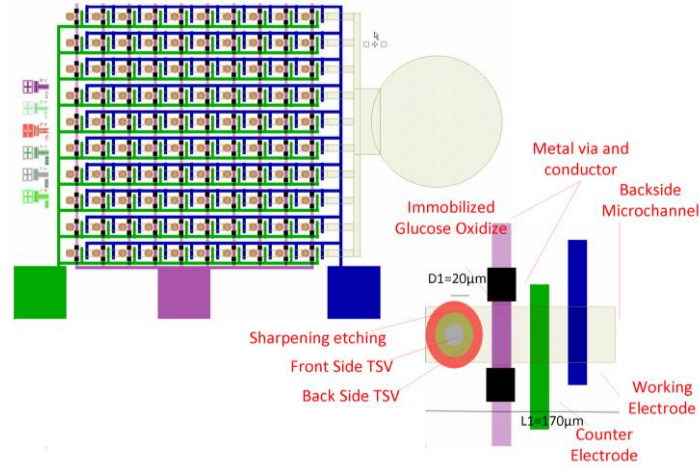 Metal via and
conductor
Backside
Microchannel
Immobilized
Glucose Oxidize
D1=20µm
Sharpening etching
Front Side TSV
Back Side TSV
Working
Electrode
L1=170µm
Counter
Electrode